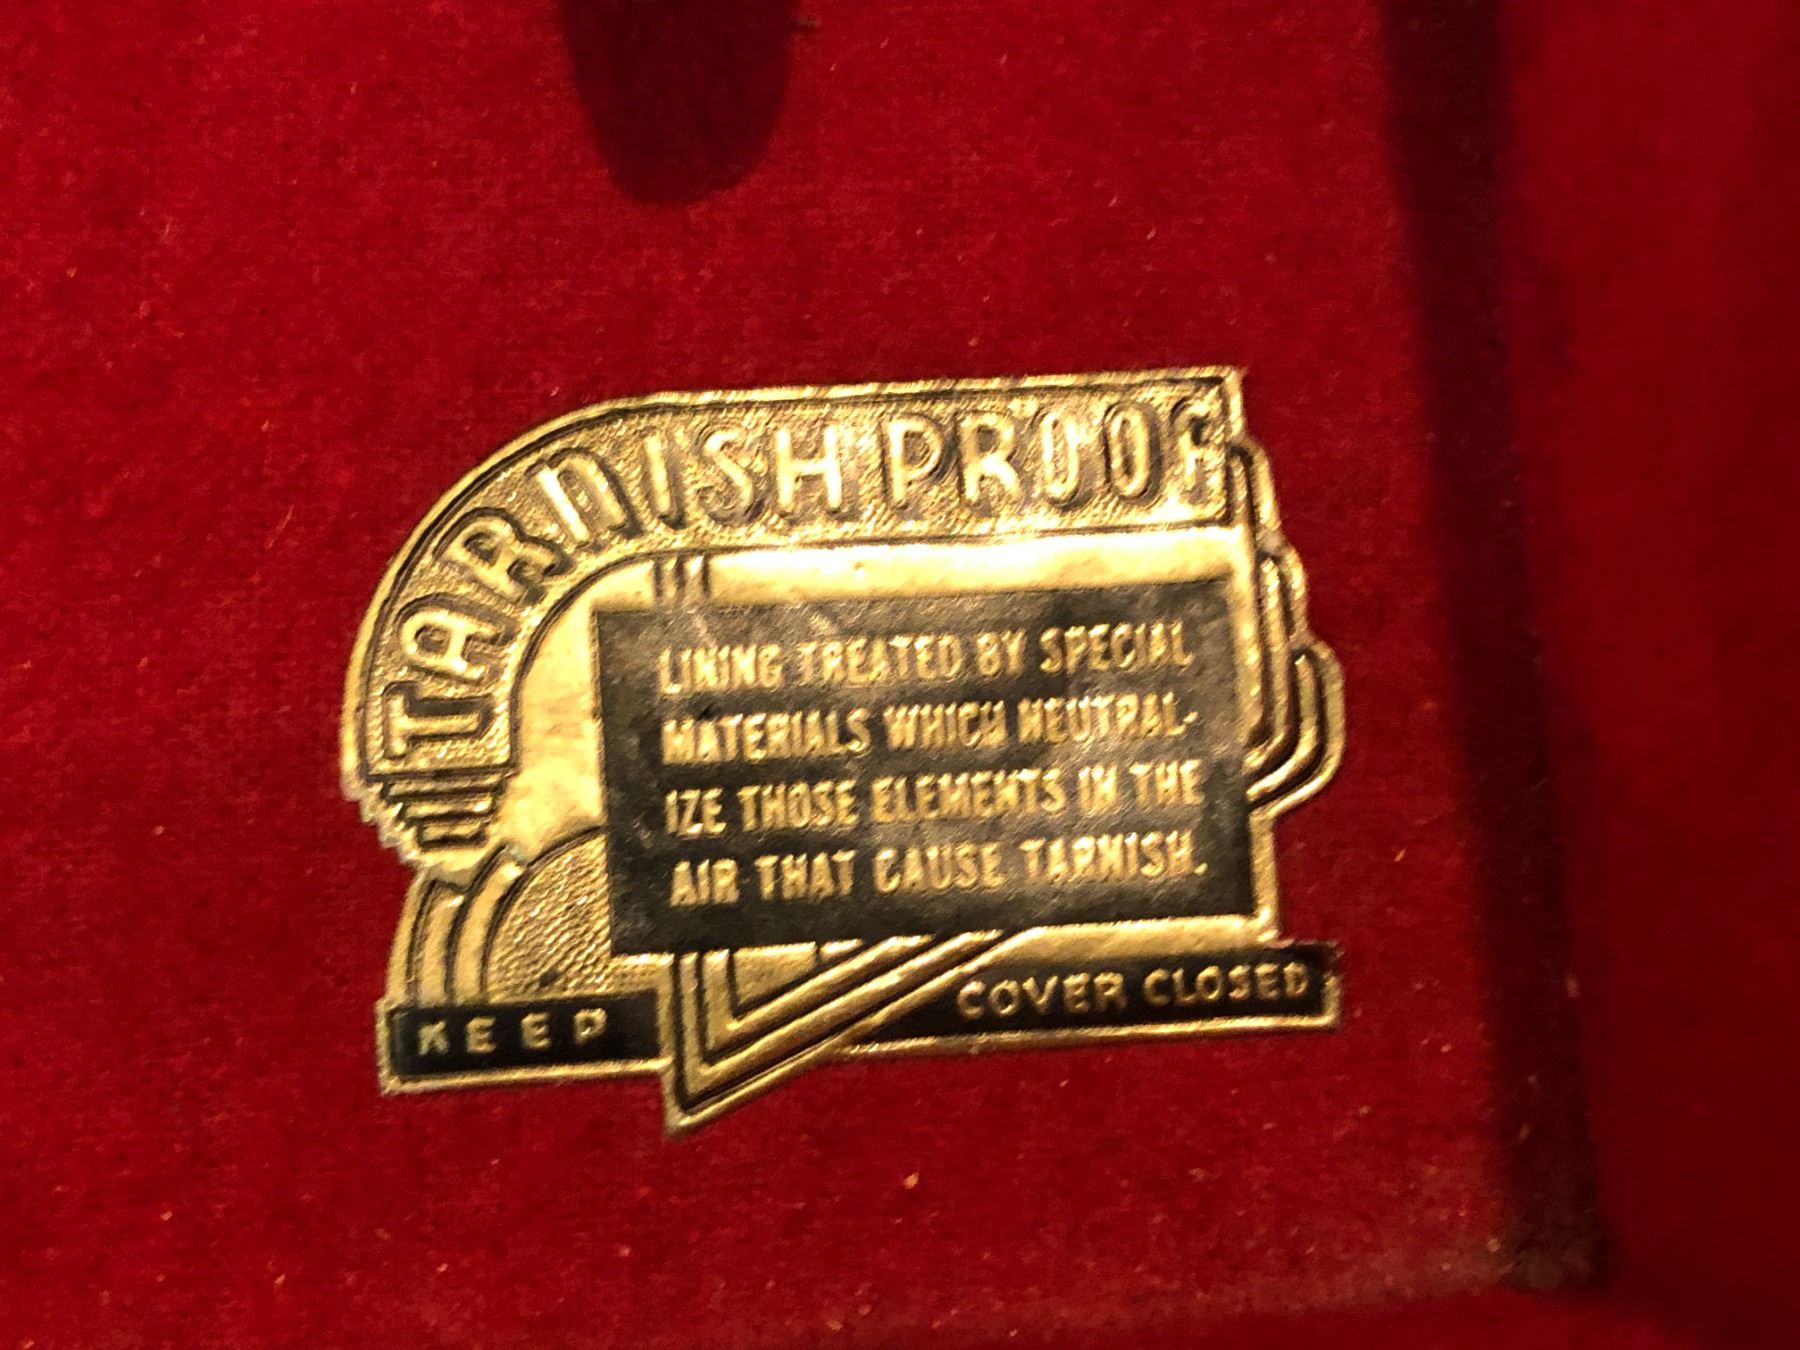 TARNISH PROOF
LINING TREATED BY SPECIAL
MATERIALS WHICH NEUTRAL-
IZE THOSE ELEMENTS IN THE
AIR THAT CAUSE TARNISH.
KEEP COVER CLOSED